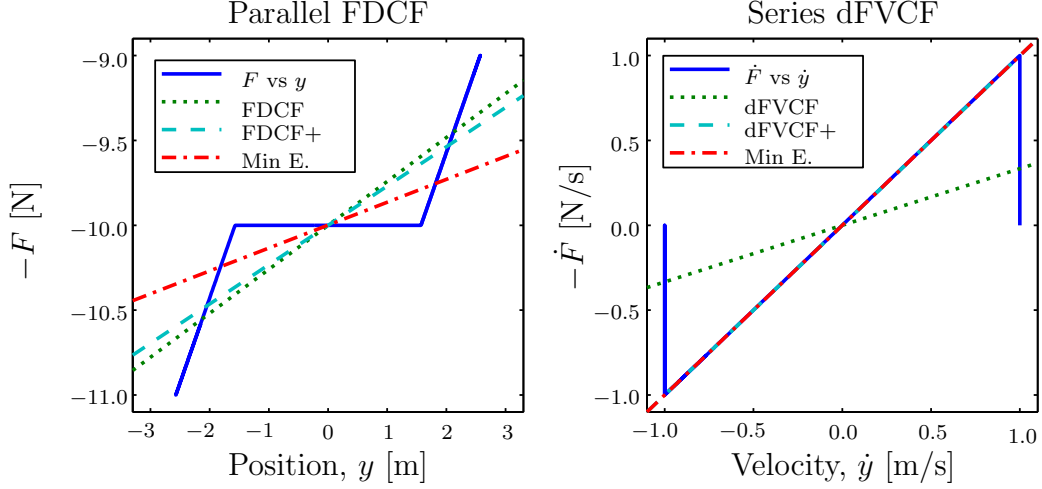 Parallel FDCF
−9.0
−9.5
−10.0
−10.5
−11.0
−F [N]
F vs y
FDCF
FDCF+
Min E.
−3
−2
−1
0
1
2
3
Position, y [m]
Series dFVCF
1.0
0.5
0.0
−0.5
−1.0
−Ḟ [N/s]
Ḟ vs ẏ
dFVCF
dFVCF+
Min E.
−1.0
−0.5
0.0
0.5
1.0
Velocity, ẏ [m/s]